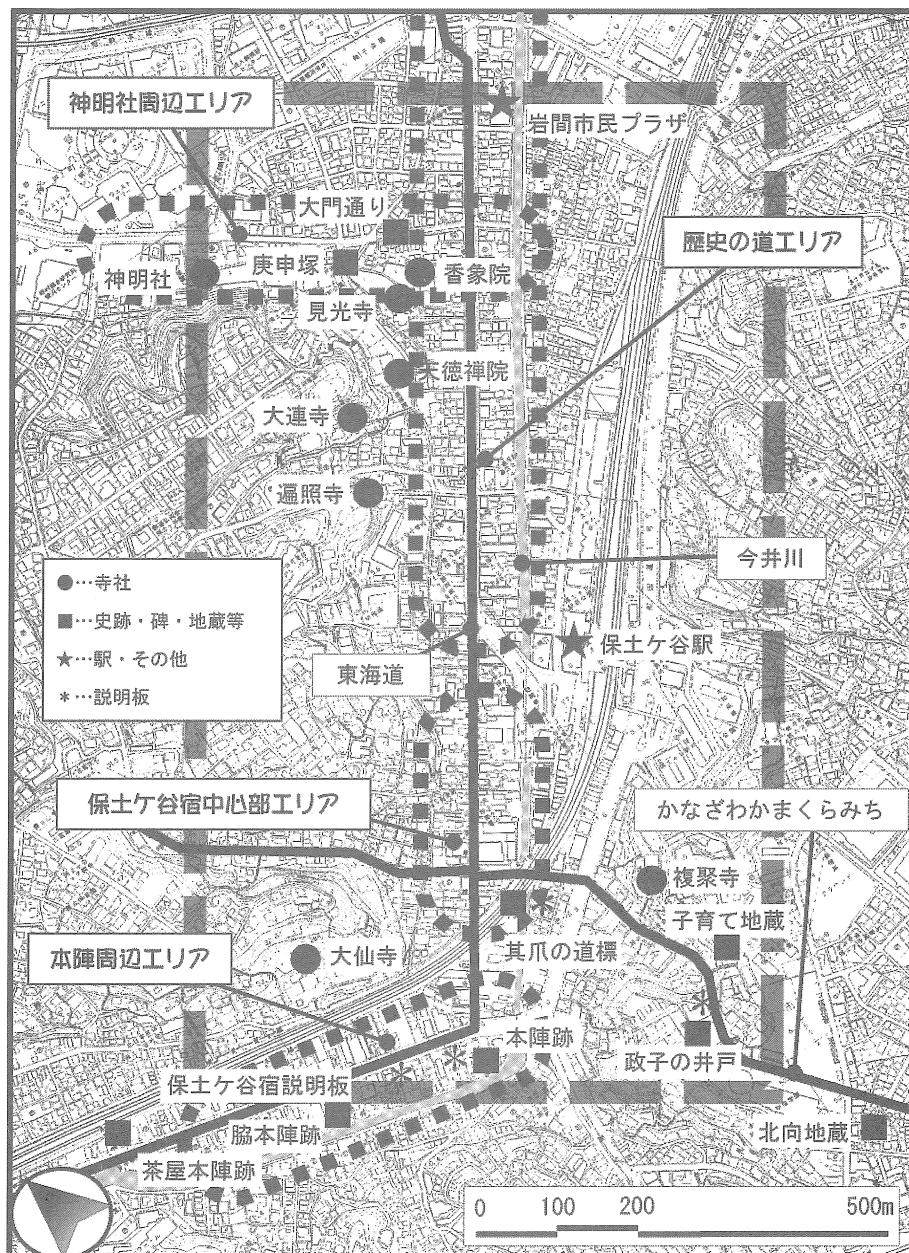 神明社周辺エリア
岩間市民プラザ
大門通り
歴史の道エリア
神明社
庚申塚
香象院
見光寺
天徳禅院
大連寺
遍照寺
今井川
●…寺社
■…史跡・碑・地蔵等
★…駅・その他
*…説明板
保土ケ谷駅
東海道
保土ケ谷宿中心部エリア
かなざわかまくらみち
複聚寺
子育て地蔵
本陣周辺エリア
大仙寺
其爪の道標
本陣跡
政子の井戸
保土ケ谷宿説明板
脇本陣跡
北向地蔵
茶屋本陣跡
0 100 200 500m